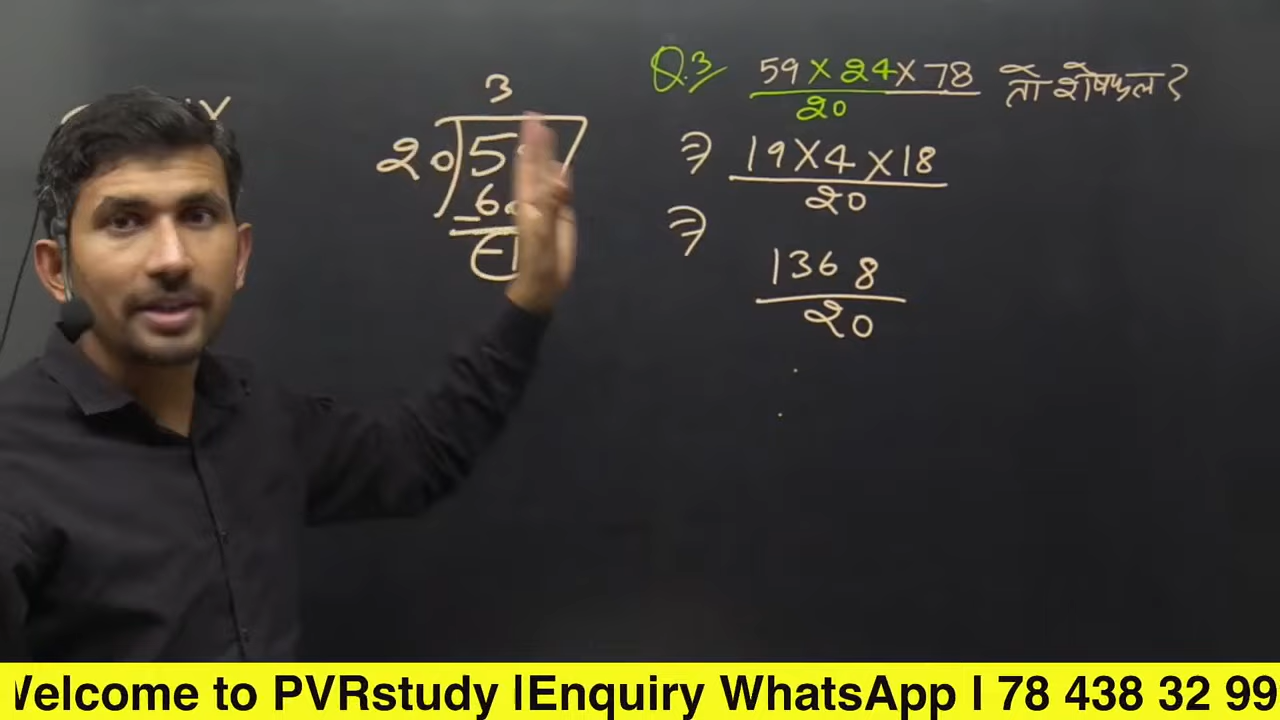 3
20 5
- 6
Q.3 59 × 24 × 78 तो शेषफल ?
20
⇒ 19 × 4 × 18
20
⇒ 1368
20
Welcome to PVRstudy |Enquiry WhatsApp | 78 438 32 99